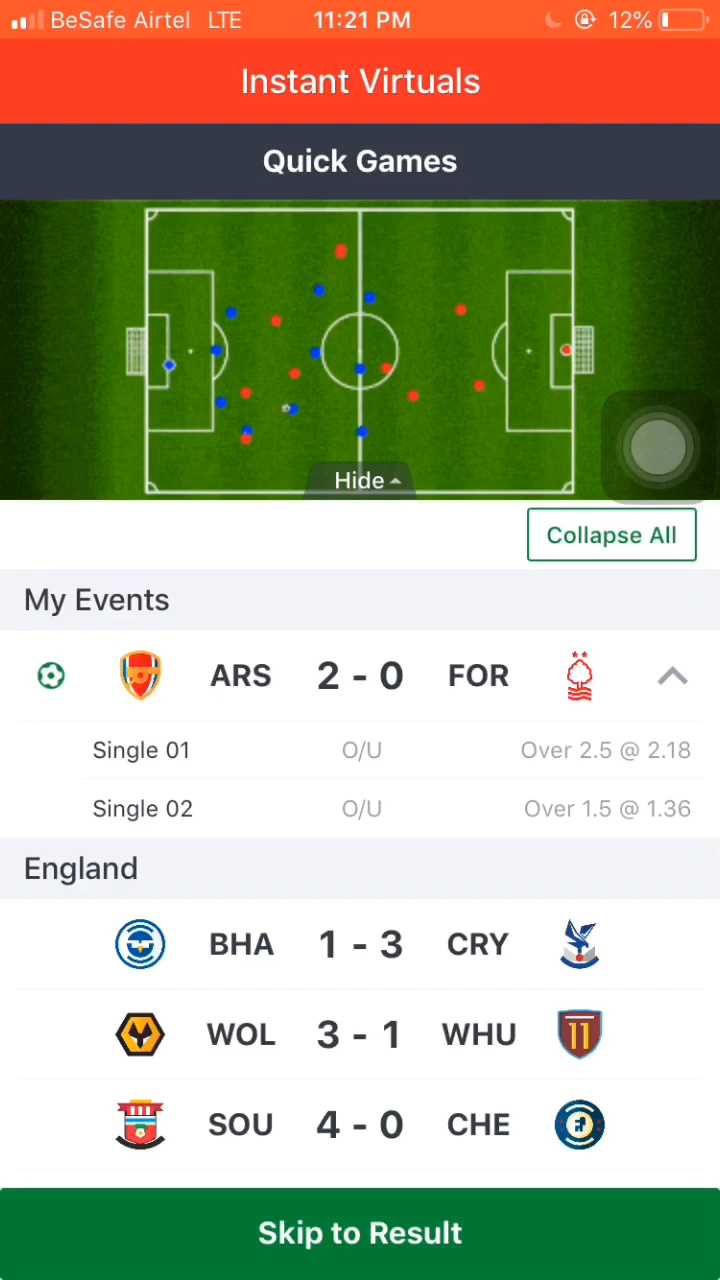 BeSafe Airtel LTE 11:21 PM 12%
Instant Virtuals
Quick Games
Hide
Collapse All
My Events
ARS 2 - 0 FOR
Single 01 O/U Over 2.5 @ 2.18
Single 02 O/U Over 1.5 @ 1.36
England
BHA 1 - 3 CRY
WOL 3 - 1 WHU
SOU 4 - 0 CHE
Skip to Result